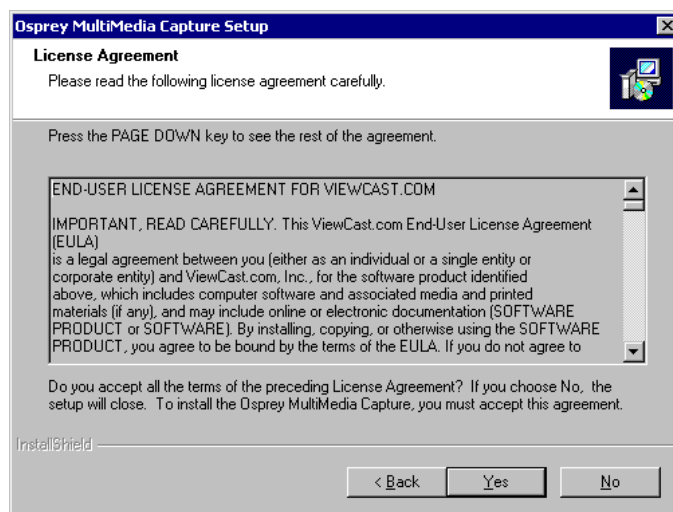 Osprey MultiMedia Capture Setup
License Agreement
Please read the following license agreement carefully.
Press the PAGE DOWN key to see the rest of the agreement.
END-USER LICENSE AGREEMENT FOR VIEWCAST.COM
IMPORTANT, READ CAREFULLY. This ViewCast.com End-User License Agreement
(EULA)
is a legal agreement between you (either as an individual or a single entity or
corporate entity) and ViewCast.com, Inc., for the software product identified
above, which includes computer software and associated media and printed
materials (if any), and may include online or electronic documentation (SOFTWARE
PRODUCT or SOFTWARE). By installing, copying, or otherwise using the SOFTWARE
PRODUCT, you agree to be bound by the terms of the EULA. If you do not agree to
Do you accept all the terms of the preceding License Agreement? If you choose No, the
setup will close. To install the Osprey MultiMedia Capture, you must accept this agreement.
InstallShield
< Back
Yes
No